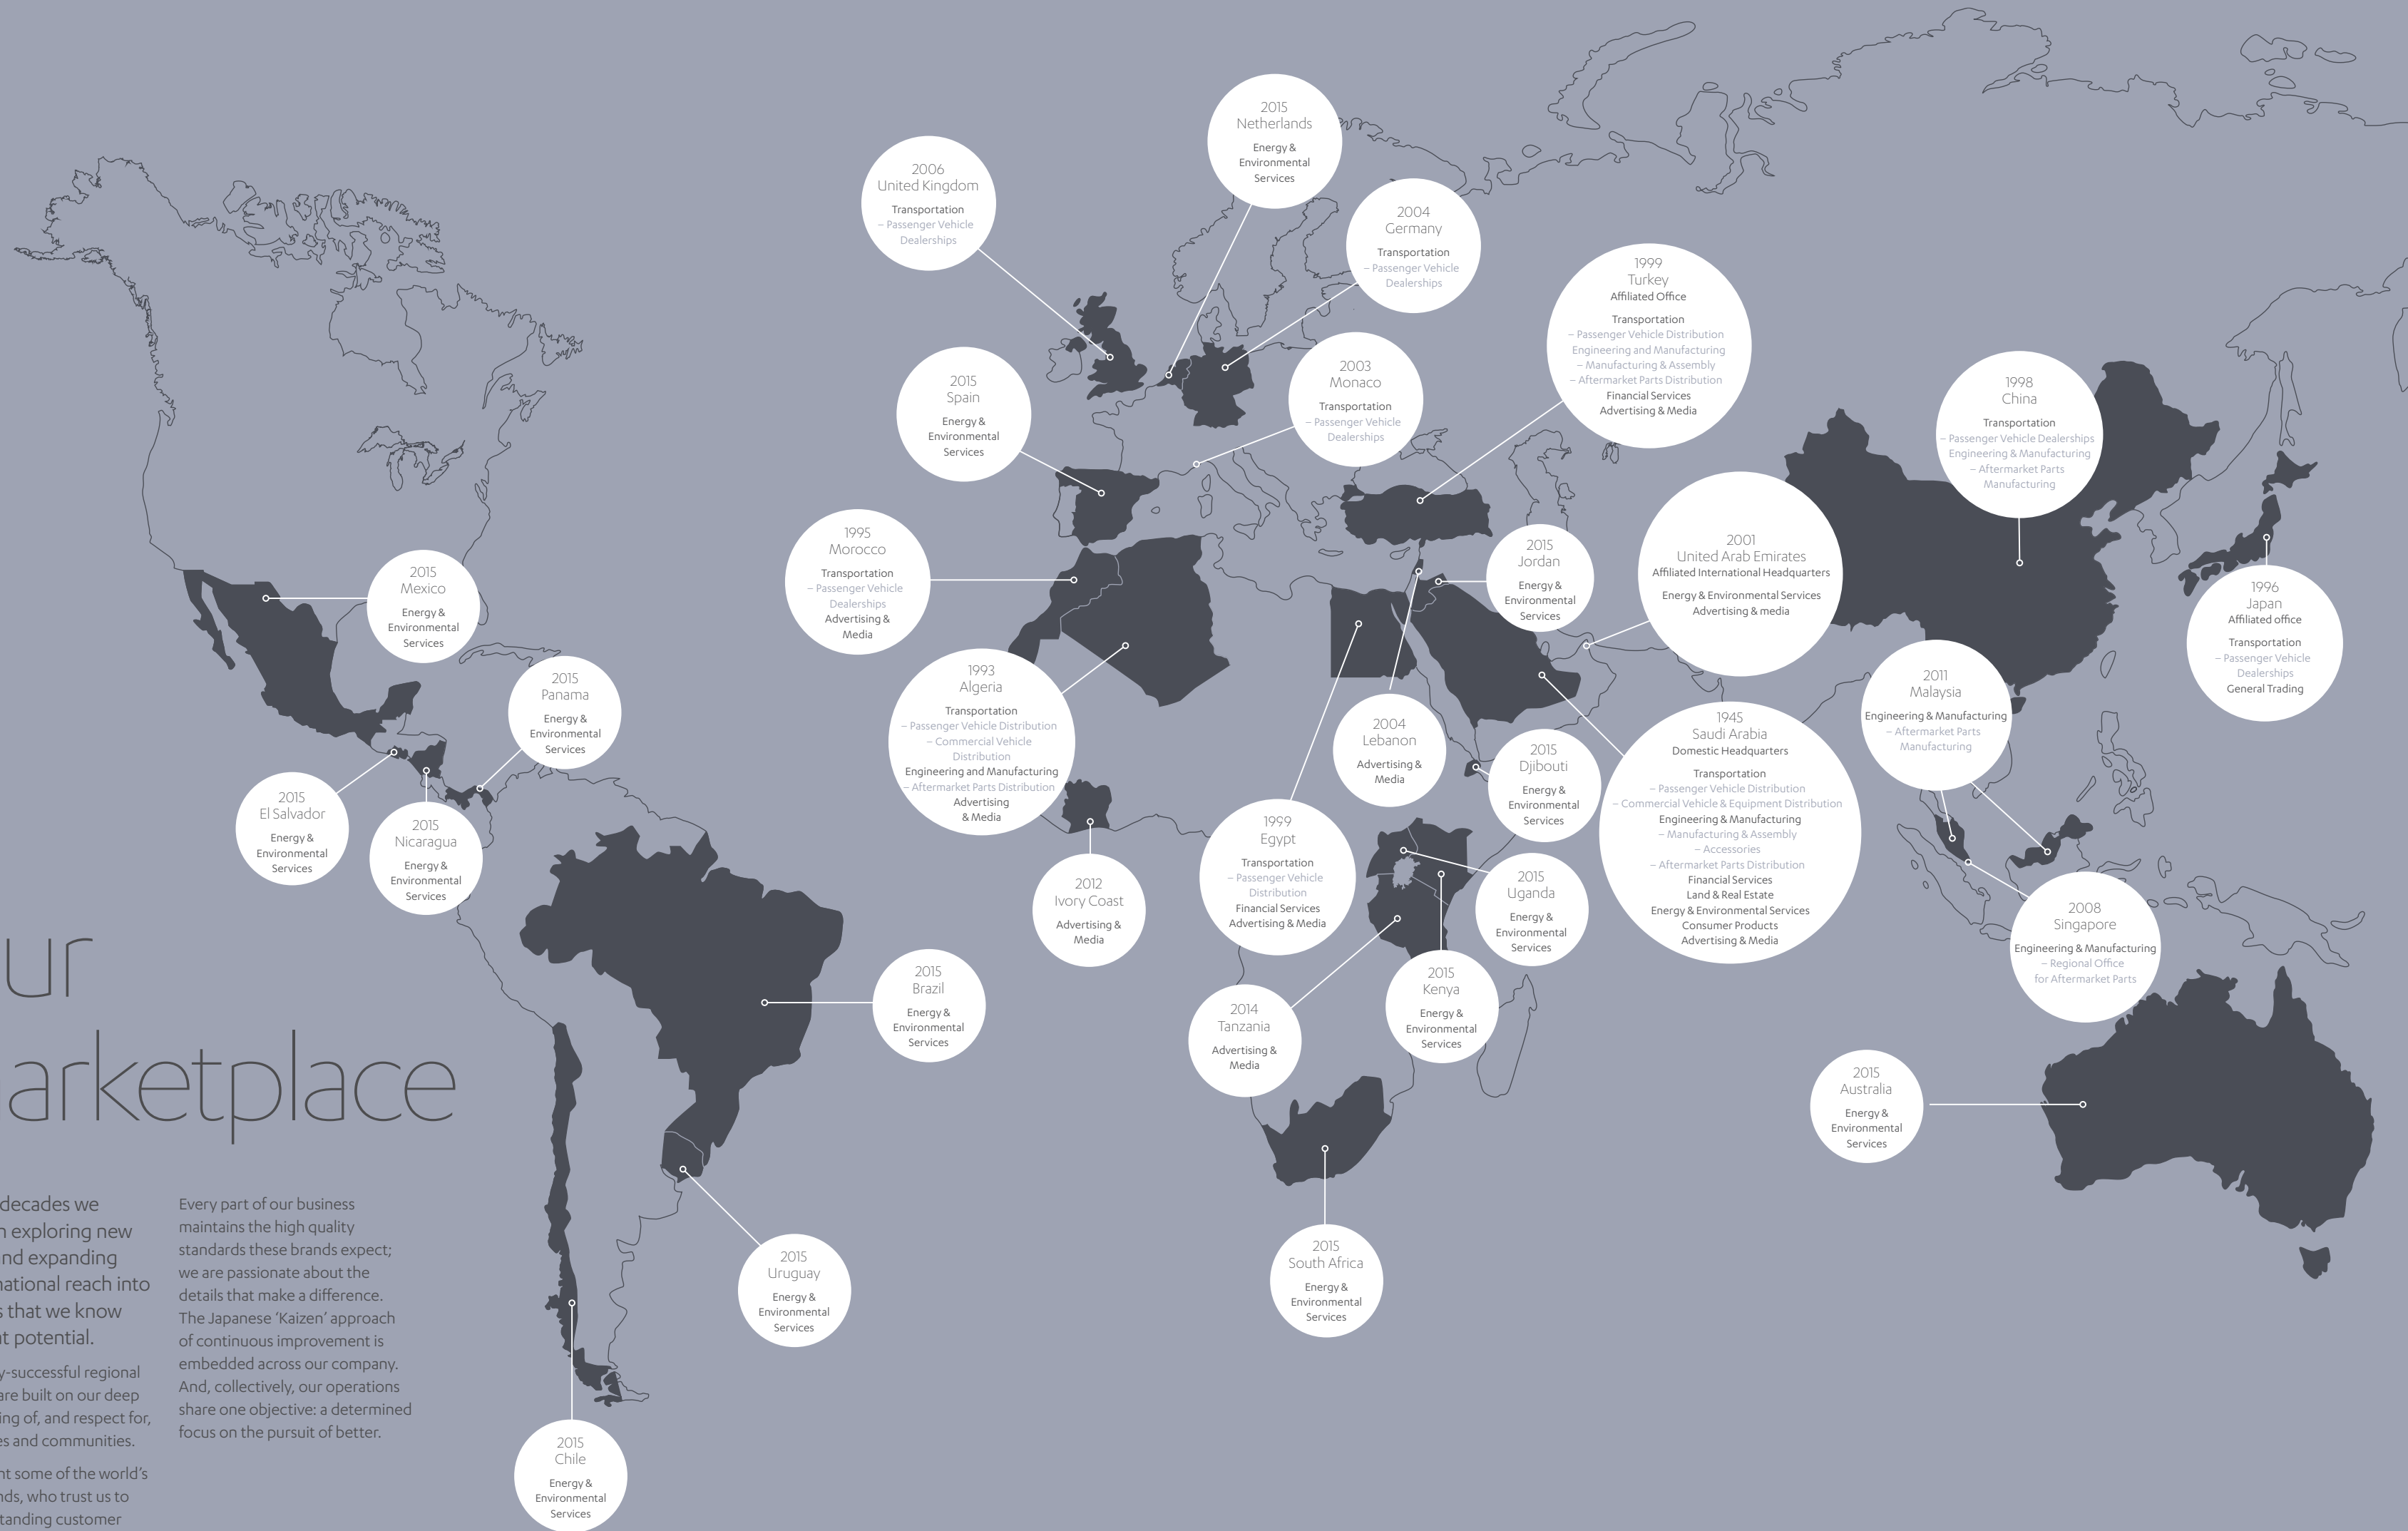 2015
Netherlands
Energy &
Environmental
Services
2006
United Kingdom
Transportation
– Passenger Vehicle
Dealerships
2004
Germany
Transportation
– Passenger Vehicle
Dealerships
1999
Turkey
Affiliated Office
Transportation
– Passenger Vehicle Distribution
Engineering and Manufacturing
– Manufacturing & Assembly
– Aftermarket Parts Distribution
Financial Services
Advertising & Media
2015
Spain
Energy &
Environmental
Services
2003
Monaco
Transportation
– Passenger Vehicle
Dealerships
1998
China
Transportation
– Passenger Vehicle Dealerships
Engineering & Manufacturing
– Aftermarket Parts
Manufacturing
1995
Morocco
Transportation
– Passenger Vehicle
Dealerships
Advertising &
Media
2015
Jordan
Energy &
Environmental
Services
2001
United Arab Emirates
Affiliated International Headquarters
Energy & Environmental Services
Advertising & media
1996
Japan
Affiliated office
Transportation
– Passenger Vehicle
Dealerships
General Trading
2015
Mexico
Energy &
Environmental
Services
2015
Panama
Energy &
Environmental
Services
1993
Algeria
Transportation
– Passenger Vehicle Distribution
– Commercial Vehicle
Distribution
Engineering and Manufacturing
– Aftermarket Parts Distribution
Advertising
& Media
2004
Lebanon
Advertising &
Media
2015
Djibouti
Energy &
Environmental
Services
1945
Saudi Arabia
Domestic Headquarters
Transportation
– Passenger Vehicle Distribution
– Commercial Vehicle & Equipment Distribution
Engineering & Manufacturing
– Manufacturing & Assembly
– Accessories
– Aftermarket Parts Distribution
Financial Services
Land & Real Estate
Energy & Environmental Services
Consumer Products
Advertising & Media
2011
Malaysia
Engineering & Manufacturing
– Aftermarket Parts
Manufacturing
2015
El Salvador
Energy &
Environmental
Services
2015
Nicaragua
Energy &
Environmental
Services
2012
Ivory Coast
Advertising &
Media
1999
Egypt
Transportation
– Passenger Vehicle
Distribution
Financial Services
Advertising & Media
2015
Uganda
Energy &
Environmental
Services
2008
Singapore
Engineering & Manufacturing
– Regional Office
for Aftermarket Parts
2015
Brazil
Energy &
Environmental
Services
2014
Tanzania
Advertising &
Media
2015
Kenya
Energy &
Environmental
Services
2015
Australia
Energy &
Environmental
Services
2015
Uruguay
Energy &
Environmental
Services
2015
South Africa
Energy &
Environmental
Services
2015
Chile
Energy &
Environmental
Services
ur
arketplace
decades we
n exploring new
nd expanding
national reach into
s that we know
at potential.
y-successful regional
are built on our deep
ing of, and respect for,
es and communities.
nt some of the world’s
nds, who trust us to
tanding customer
Every part of our business
maintains the high quality
standards these brands expect;
we are passionate about the
details that make a difference.
The Japanese ‘Kaizen’ approach
of continuous improvement is
embedded across our company.
And, collectively, our operations
share one objective: a determined
focus on the pursuit of better.